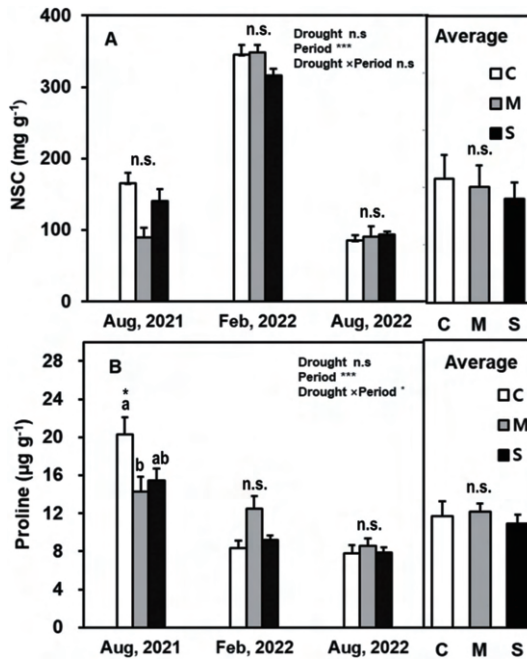 A
n.s.
Drought n.s
Period ***
Drought ×Period n.s
Average
C
M
S
NSC (mg g⁻¹)
400
300
200
100
0
n.s.
n.s.
n.s.
Aug, 2021 Feb, 2022 Aug, 2022
C M S
B
Drought n.s
Period ***
Drought ×Period *
Average
C
M
S
Proline (µg g⁻¹)
28
24
20
16
12
8
4
0
*
a
b
ab
n.s.
n.s.
n.s.
Aug, 2021 Feb, 2022 Aug, 2022
C M S